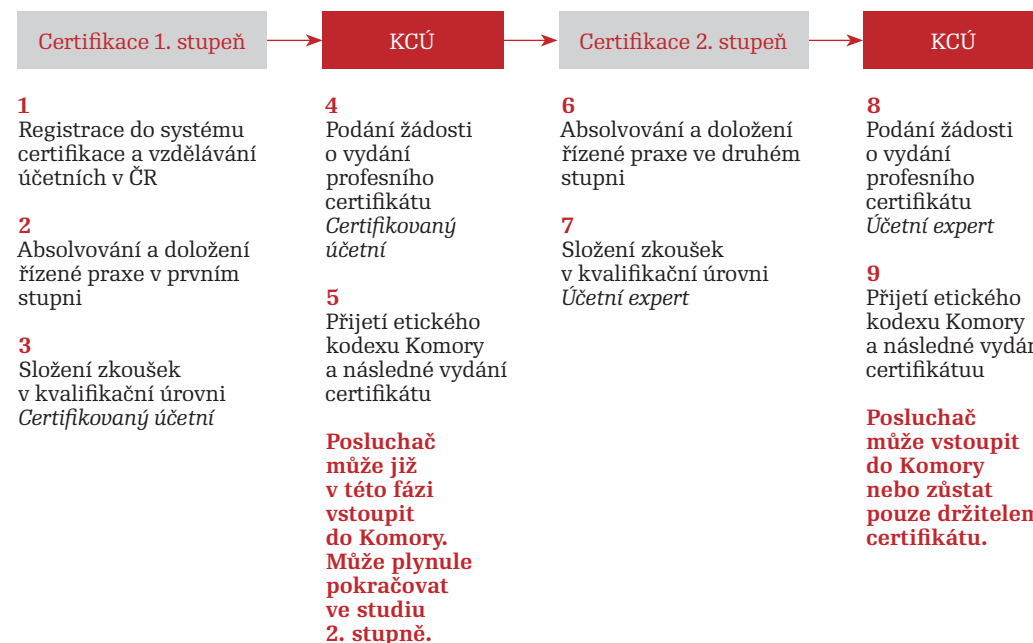 Certifikace 1. stupeň
KCÚ
Certifikace 2. stupeň
KCÚ
1
Registrace do systému
certifikace a vzdělávání
účetních v ČR
2
Absolvování a doložení
řízené praxe v prvním
stupni
3
Složení zkoušek
v kvalifikační úrovni
Certifikovaný účetní
4
Podání žádosti
o vydání
profesního
certifikátu
Certifikovaný
účetní
5
Přijetí etického
kodexu Komory
a následné vydání
certifikátu
Posluchač
může již
v této fázi
vstoupit
do Komory.
Může plynule
pokračovat
ve studiu
2. stupně.
6
Absolvování a doložení
řízené praxe ve druhém
stupni
7
Složení zkoušek
v kvalifikační úrovni
Účetní expert
8
Podání žádosti
o vydání
profesního
certifikátu
Účetní expert
9
Přijetí etického
kodexu Komory
a následné
certifikátuu
Posluchač
může vstoupit
do Komory
nebo zůstat
pouze držitelem
certifikátu.